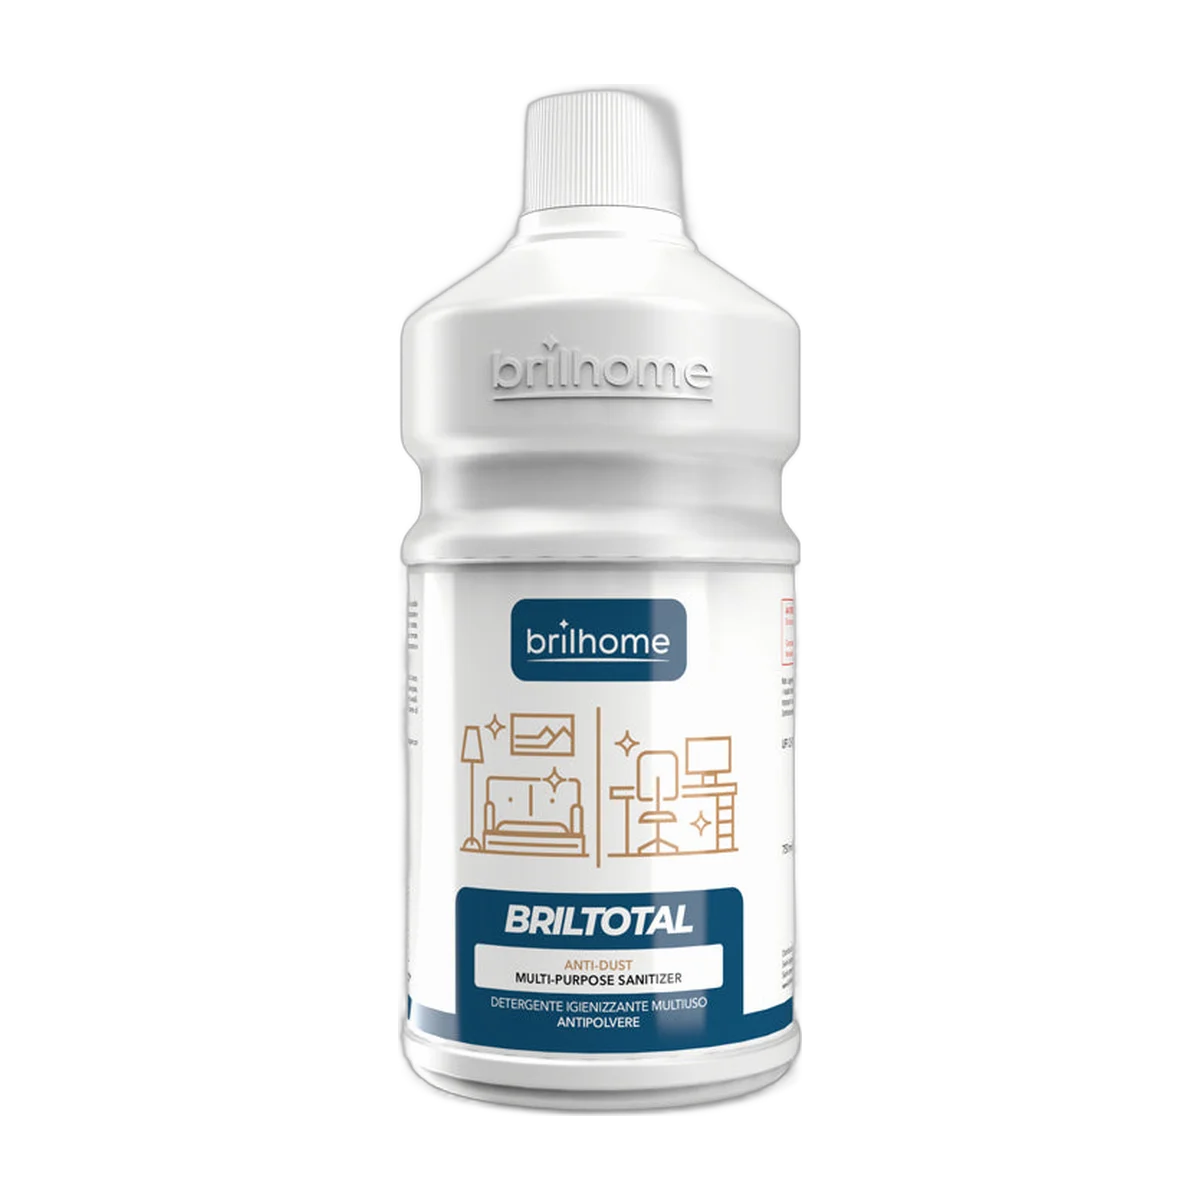 brilhome
brilhome
BRILTOTAL
ANTI-DUST
MULTI-PURPOSE SANITIZER
DETERGENTE IGIENIZZANTE MULTIUSO
ANTIPOLVERE